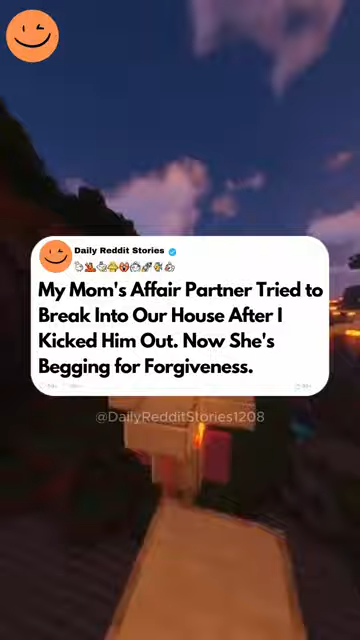 Daily Reddit Stories
My Mom's Affair Partner Tried to
Break Into Our House After I
Kicked Him Out. Now She's
Begging for Forgiveness.
@DailyRedditStories1208